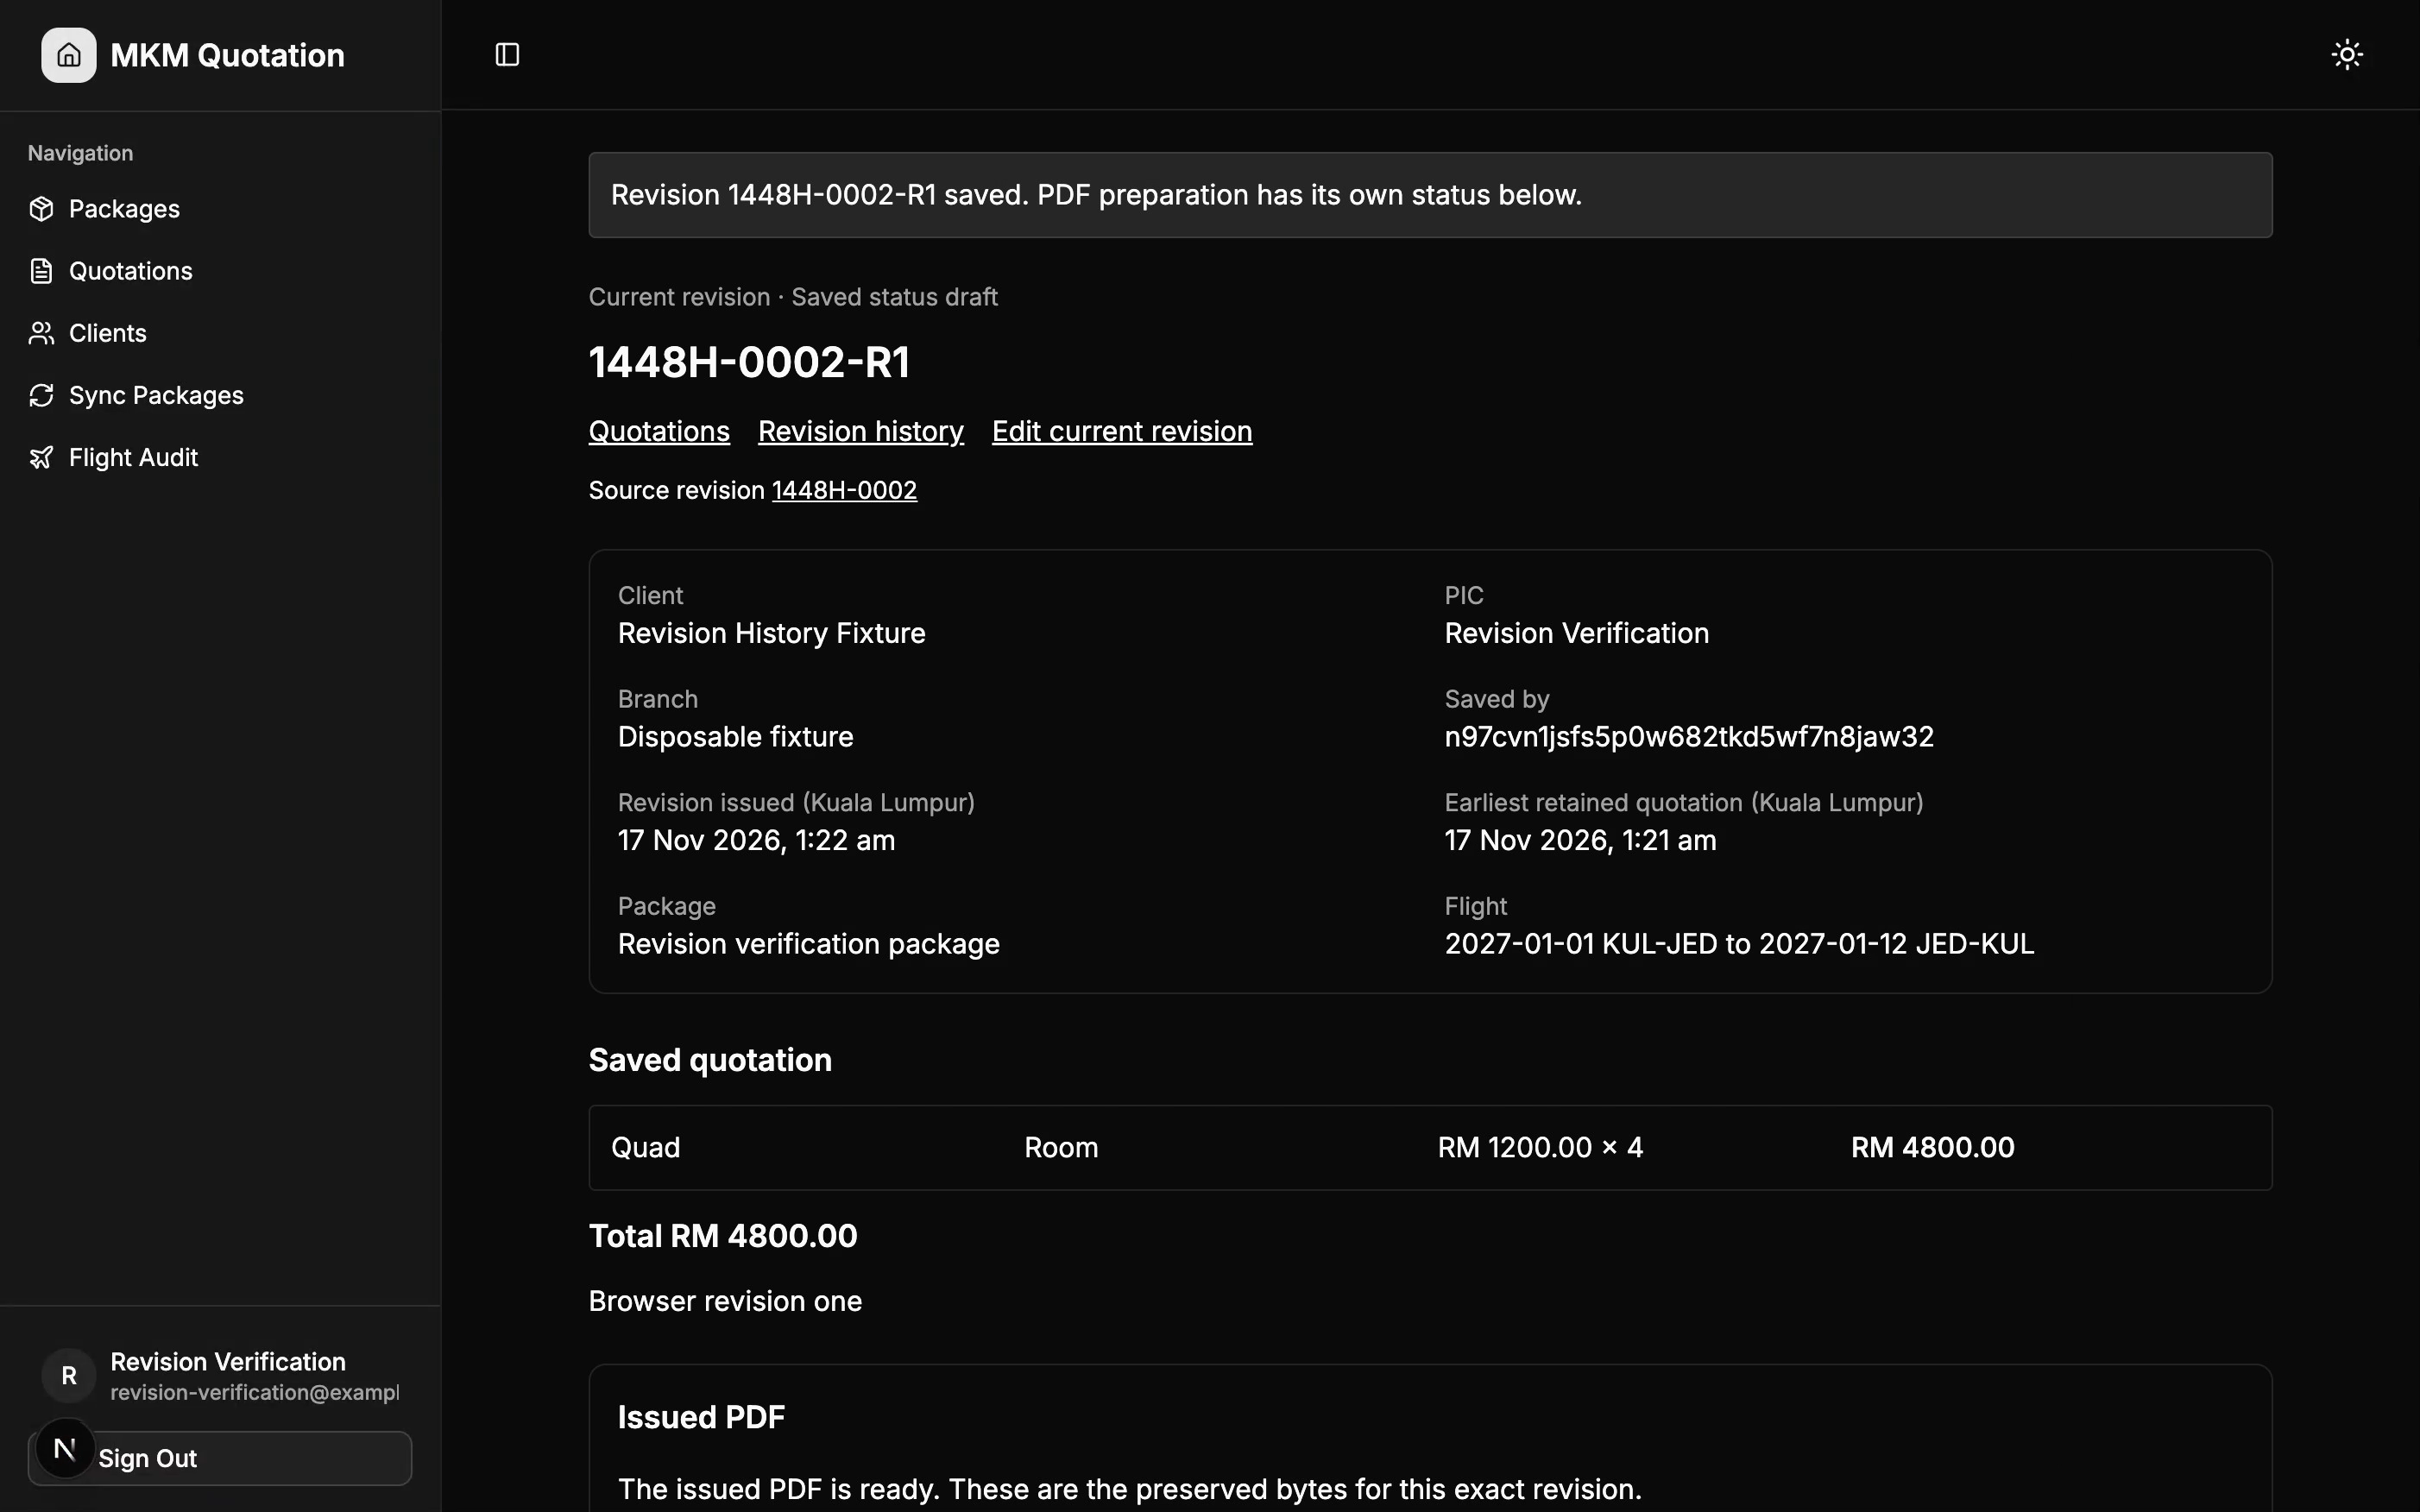 MKM Quotation
Navigation
Packages
Quotations
Clients
Sync Packages
Flight Audit
Revision 1448H-0002-R1 saved. PDF preparation has its own status below.
Current revision · Saved status draft
1448H-0002-R1
Quotations Revision history Edit current revision
Source revision 1448H-0002
Client
Revision History Fixture
PIC
Revision Verification
Branch
Disposable fixture
Saved by
n97cvn1jsfs5p0w682tkd5wf7n8jaw32
Revision issued (Kuala Lumpur)
17 Nov 2026, 1:22 am
Earliest retained quotation (Kuala Lumpur)
17 Nov 2026, 1:21 am
Package
Revision verification package
Flight
2027-01-01 KUL-JED to 2027-01-12 JED-KUL
Saved quotation
Quad Room RM 1200.00 × 4 RM 4800.00
Total RM 4800.00
Browser revision one
Issued PDF
The issued PDF is ready. These are the preserved bytes for this exact revision.
R
Revision Verification
revision-verification@exampl
N
Sign Out